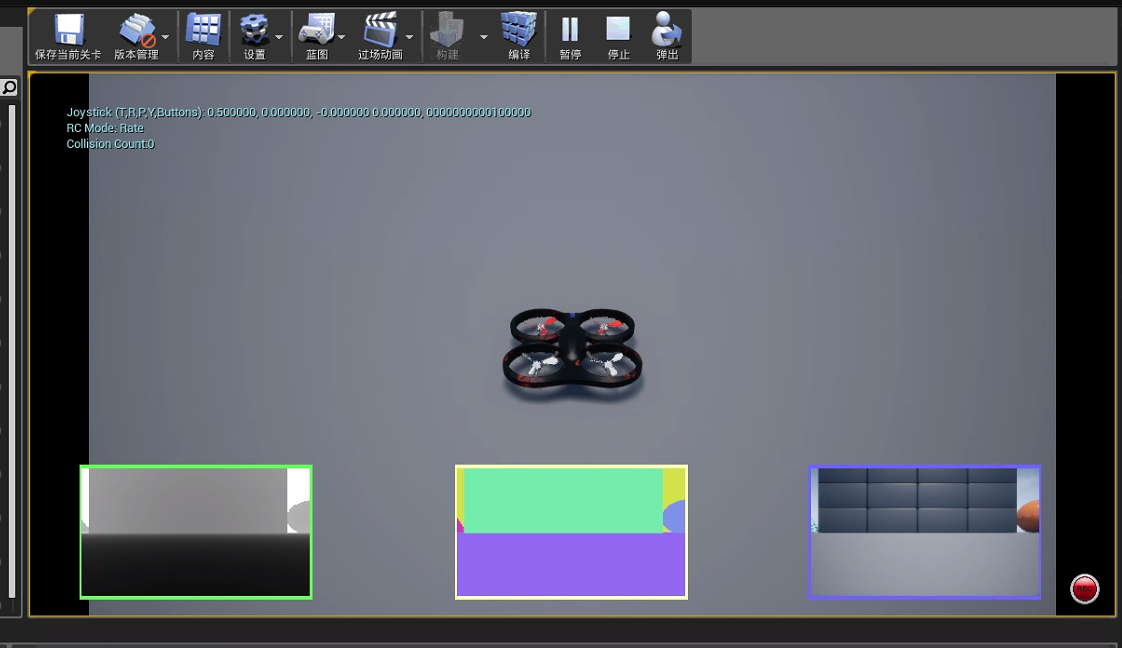 保存当前关卡 版本管理 内容 设置 蓝图 过场动画 构建 编译 暂停 停止 弹出
Joystick (T,R,P,Y,Buttons): 0.500000, 0.000000, -0.000000 0.000000, 0000000000100000
RC Mode: Rate
Collision Count:0
REC